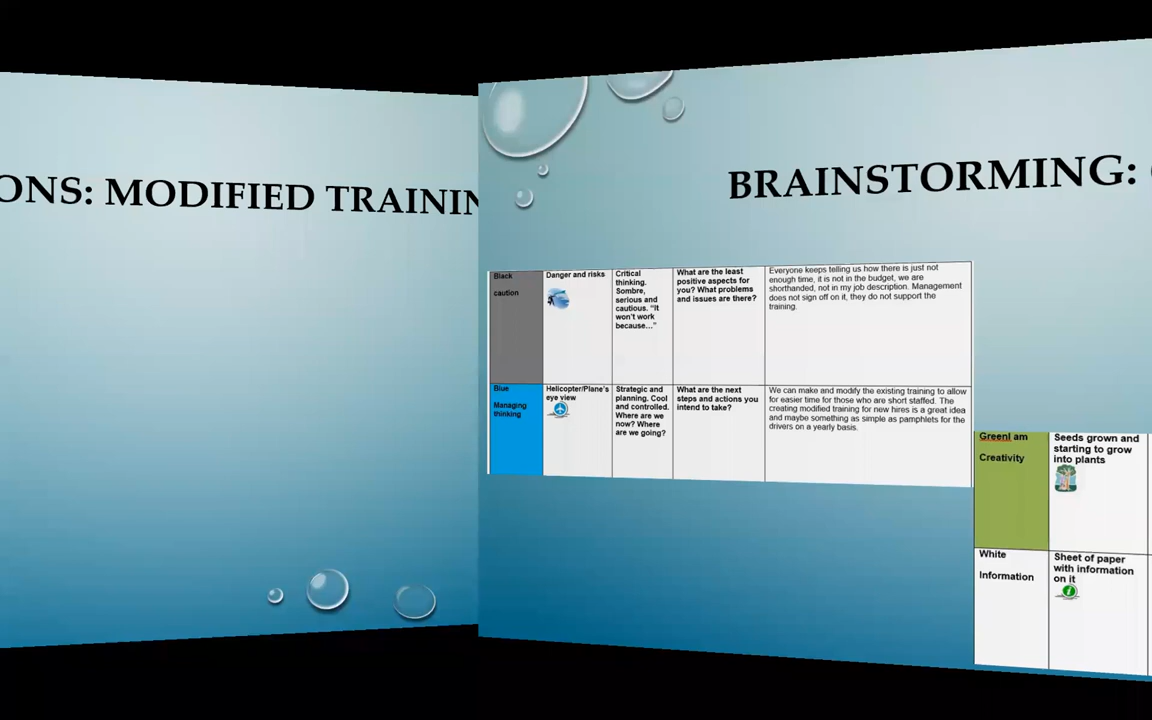 ONS: MODIFIED TRAININ
BRAINSTORMING:
Black
caution
Danger and risks
Critical
thinking.
Sombre,
serious and
cautious. "It
won't work
because…"
What are the least
positive aspects for
you? What problems
and issues are there?
Everyone keeps telling us how there is just not
enough time, it is not in the budget, we are
shorthanded, not in my job description. Management
does not sign off on it, they do not support the
training.
Blue
Managing
thinking
Helicopter/Plane's
eye view
Strategic and
planning. Cool
and controlled.
Where are we
now? Where
are we going?
What are the next
steps and actions you
intend to take?
We can make and modify the existing training to allow
for easier time for those who are short staffed. The
creating modified training for new hires is a great idea
and maybe something as simple as pamphlets for the
drivers on a yearly basis.
GreenI am
Creativity
Seeds grown and
starting to grow
into plants
White
Information
Sheet of paper
with information
on it